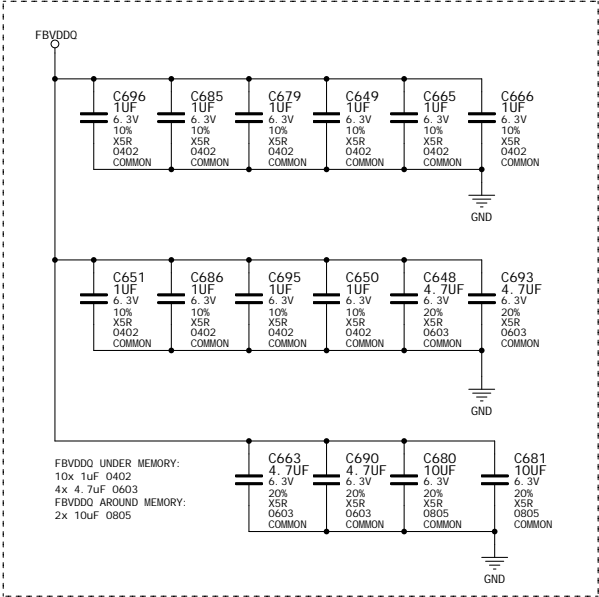 FBVDDQ
C696
1UF
6.3V
10%
X5R
0402
COMMON
C685
1UF
6.3V
10%
X5R
0402
COMMON
C679
1UF
6.3V
10%
X5R
0402
COMMON
C649
1UF
6.3V
10%
X5R
0402
COMMON
C665
1UF
6.3V
10%
X5R
0402
COMMON
C666
1UF
6.3V
10%
X5R
0402
COMMON
GND
C651
1UF
6.3V
10%
X5R
0402
COMMON
C686
1UF
6.3V
10%
X5R
0402
COMMON
C695
1UF
6.3V
10%
X5R
0402
COMMON
C650
1UF
6.3V
10%
X5R
0402
COMMON
C648
4.7UF
6.3V
20%
X5R
0603
COMMON
C693
4.7UF
6.3V
20%
X5R
0603
COMMON
GND
FBVDDQ UNDER MEMORY:
10x 1uF 0402
4x 4.7uF 0603
FBVDDQ AROUND MEMORY:
2x 10uF 0805
C663
4.7UF
6.3V
20%
X5R
0603
COMMON
C690
4.7UF
6.3V
20%
X5R
0603
COMMON
C680
10UF
6.3V
20%
X5R
0805
COMMON
C681
10UF
6.3V
20%
X5R
0805
COMMON
GND